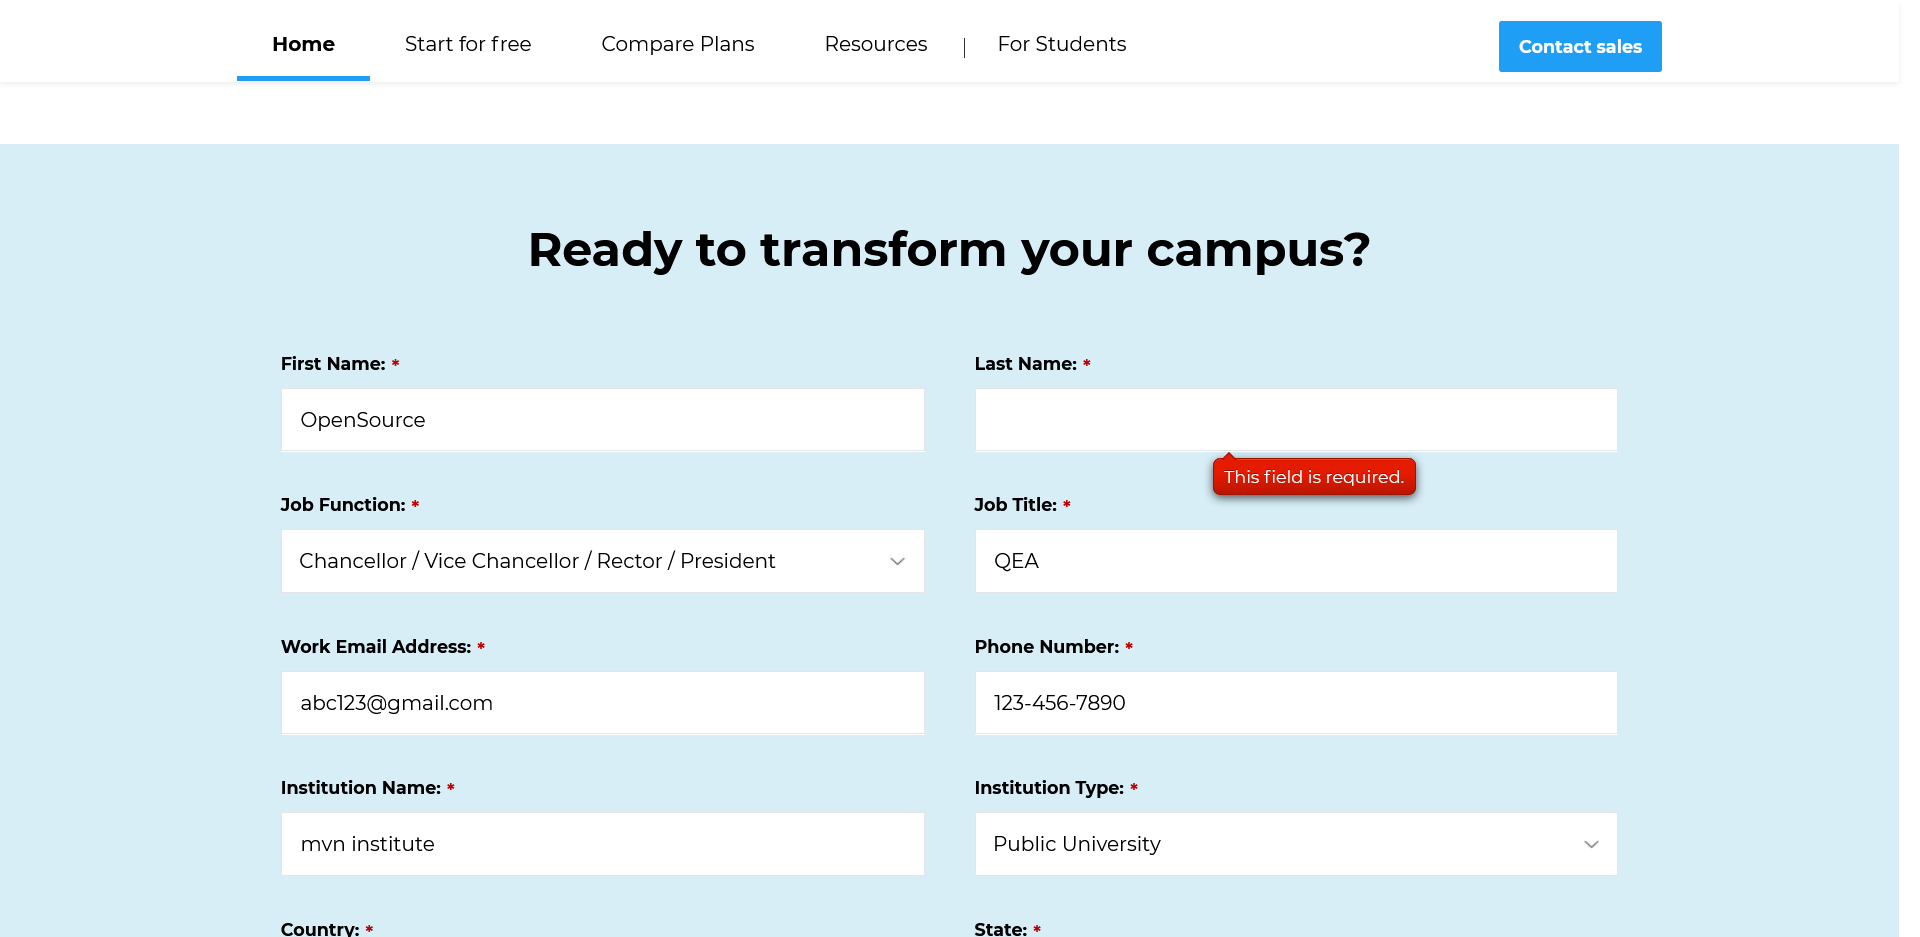 Home Start for free Compare Plans Resources | For Students Contact sales
Ready to transform your campus?
First Name: * Last Name: *
OpenSource
This field is required.
Job Function: * Job Title: *
Chancellor / Vice Chancellor / Rector / President QEA
Work Email Address: * Phone Number: *
abc123@gmail.com 123-456-7890
Institution Name: * Institution Type: *
mvn institute Public University
Country: * State: *